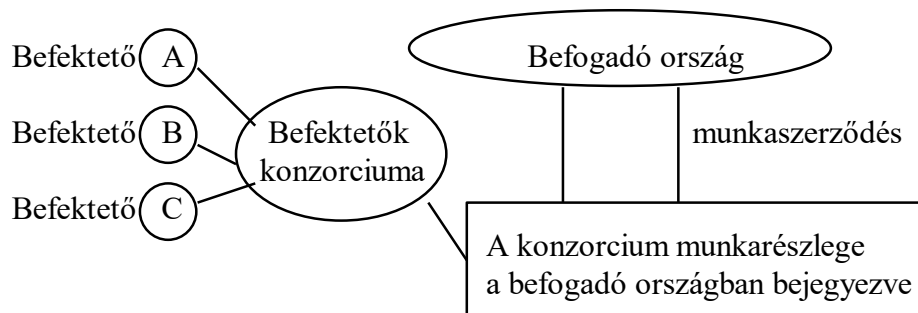 Befektető A
Befektető B
Befektető C
Befektetők
konzorciuma
Befogadó ország
munkaszerződés
A konzorcium munkarészlege
a befogadó országban bejegyezve